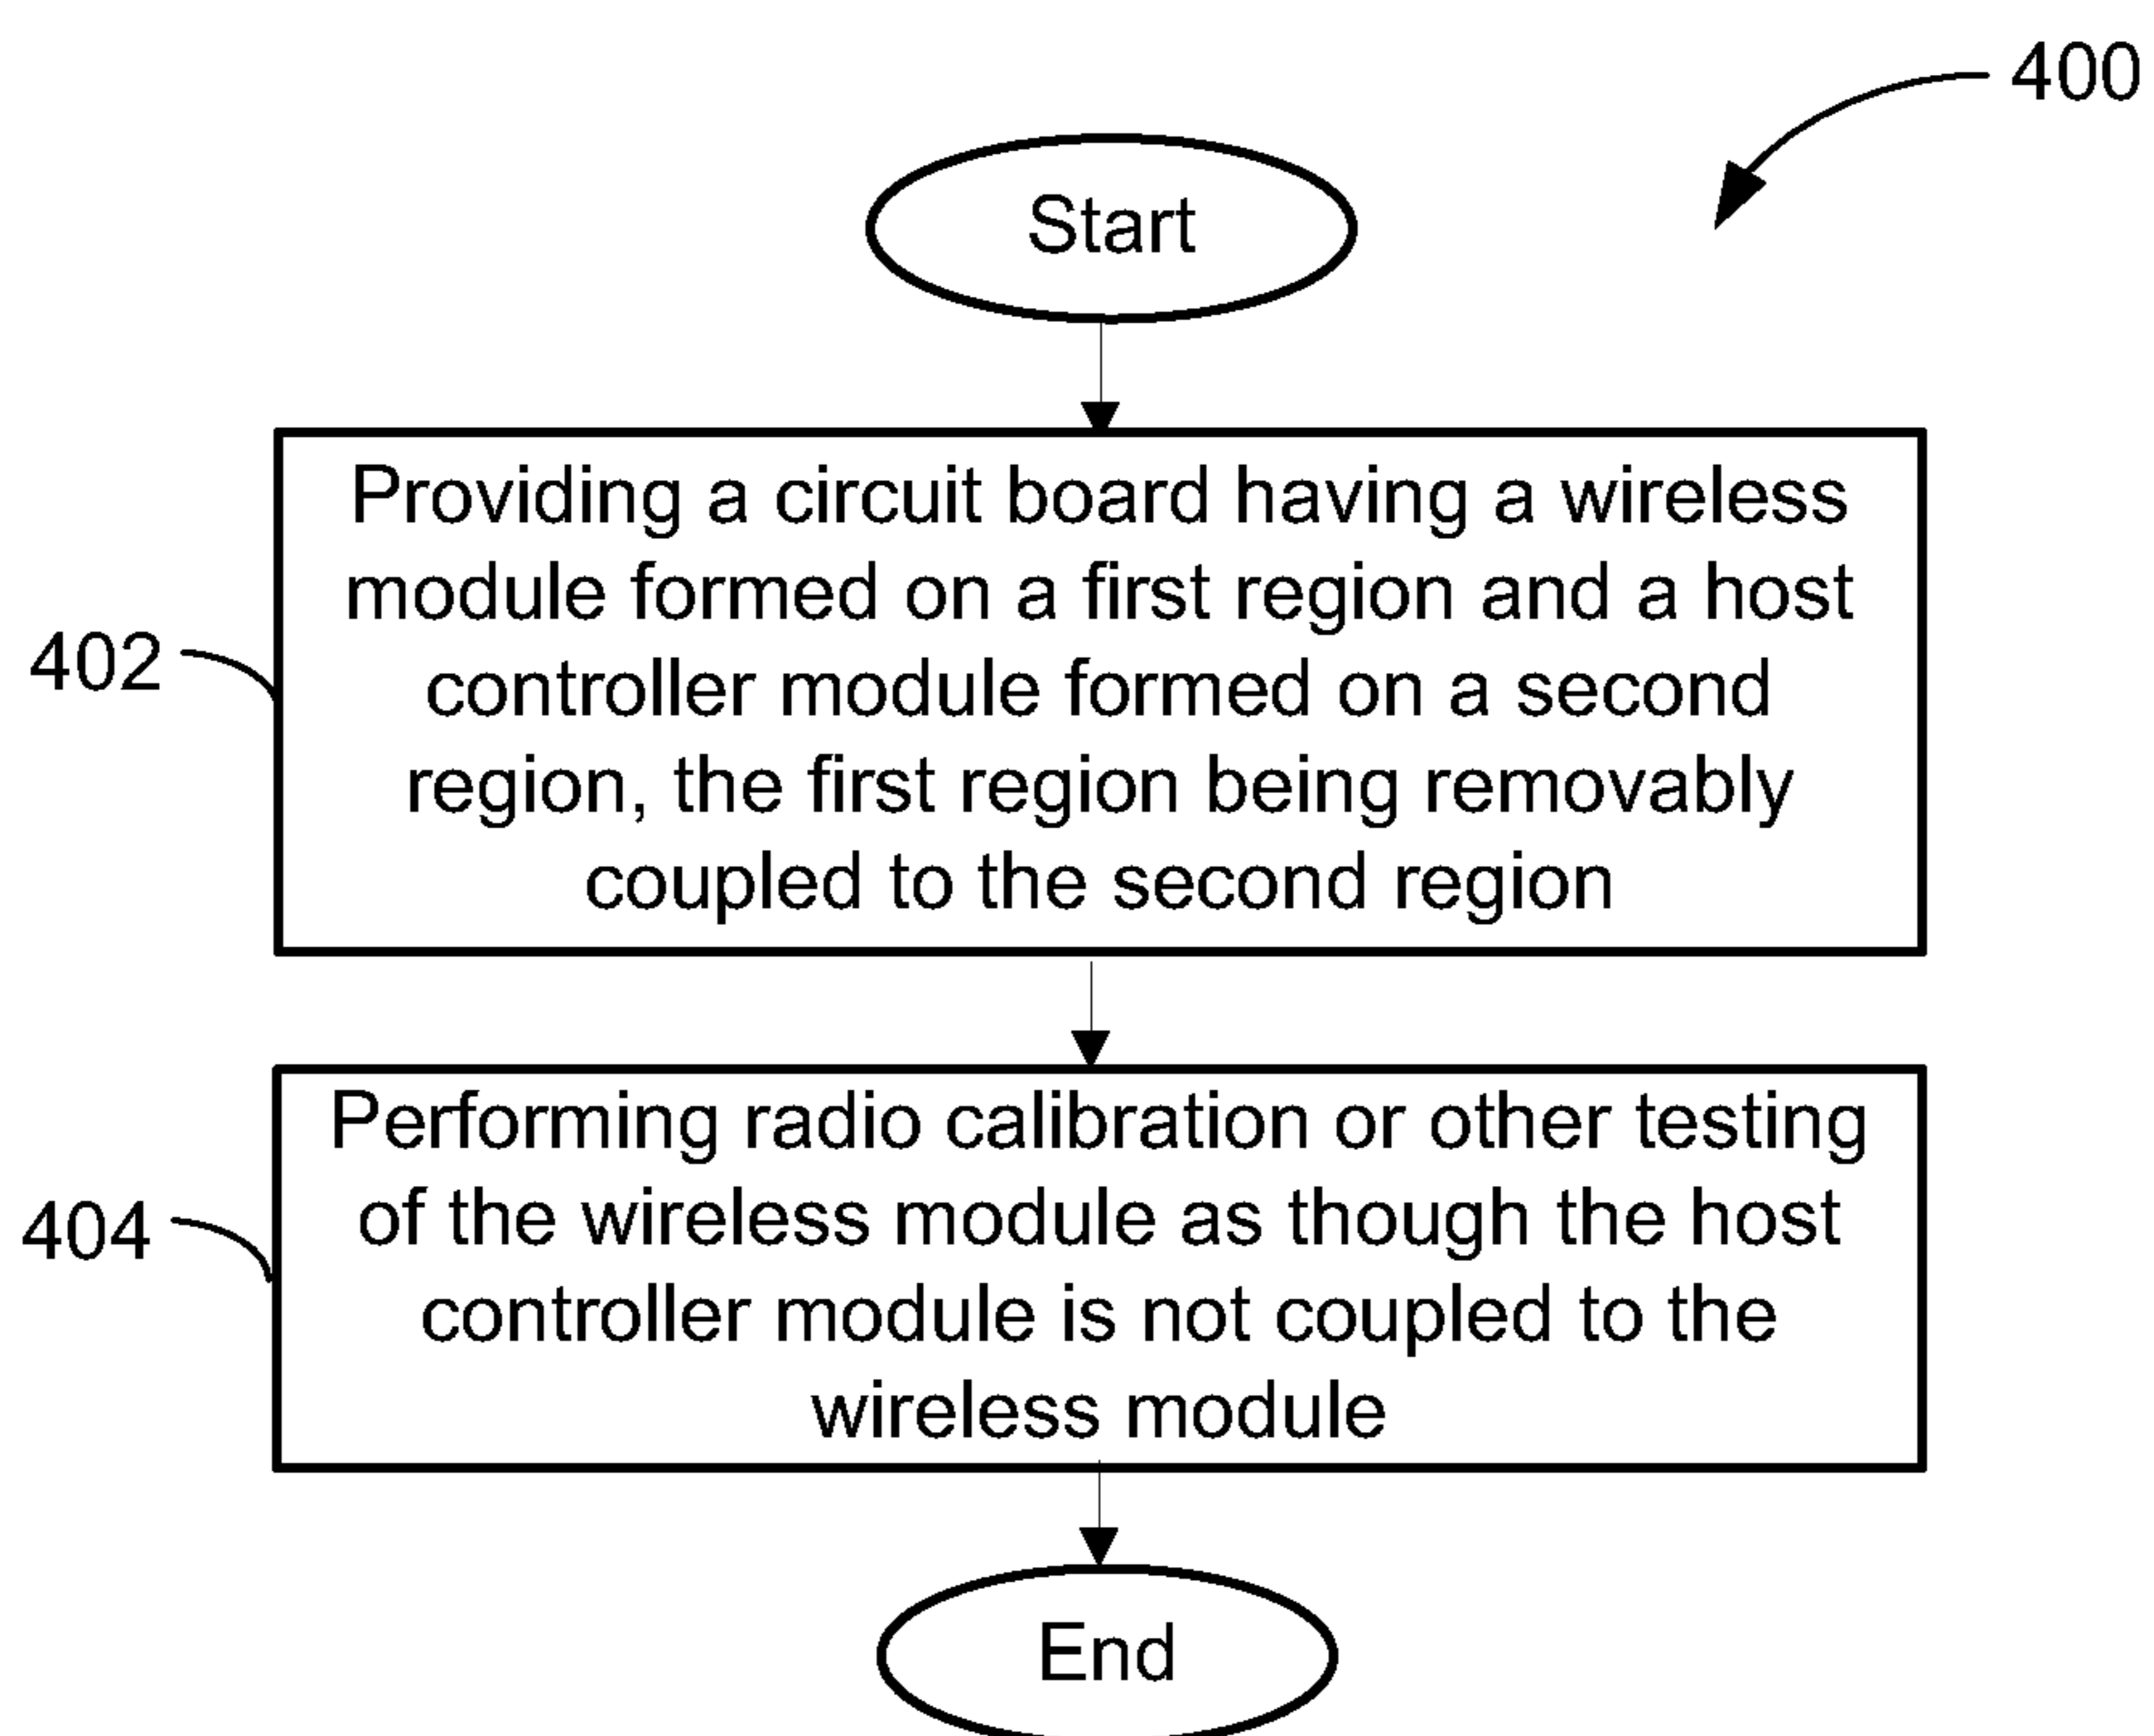 400
Start
402
Providing a circuit board having a wireless
module formed on a first region and a host
controller module formed on a second
region, the first region being removably
coupled to the second region
404
Performing radio calibration or other testing
of the wireless module as though the host
controller module is not coupled to the
wireless module
End